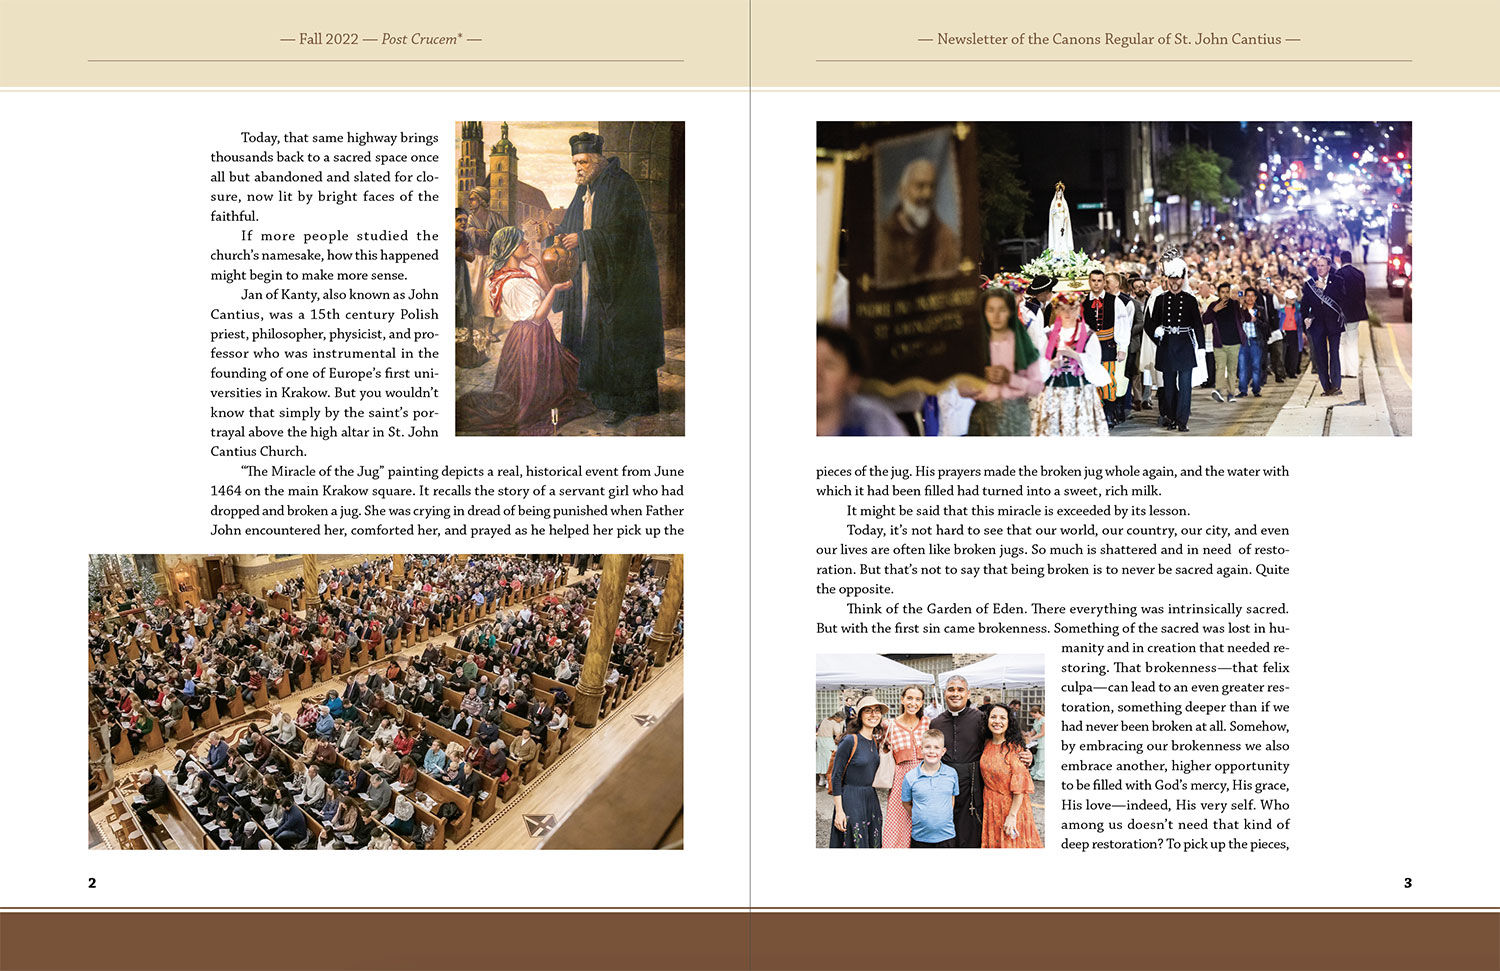 — Fall 2022 — Post Crucem* —
Today, that same highway brings
thousands back to a sacred space once
all but abandoned and slated for clo-
sure, now lit by bright faces of the
faithful.
If more people studied the
church’s namesake, how this happened
might begin to make more sense.
Jan of Kanty, also known as John
Cantius, was a 15th century Polish
priest, philosopher, physicist, and pro-
fessor who was instrumental in the
founding of one of Europe’s first uni-
versities in Krakow. But you wouldn’t
know that simply by the saint’s por-
trayal above the high altar in St. John
Cantius Church.
“The Miracle of the Jug” painting depicts a real, historical event from June
1464 on the main Krakow square. It recalls the story of a servant girl who had
dropped and broken a jug. She was crying in dread of being punished when Father
John encountered her, comforted her, and prayed as he helped her pick up the
2
— Newsletter of the Canons Regular of St. John Cantius —
pieces of the jug. His prayers made the broken jug whole again, and the water with
which it had been filled had turned into a sweet, rich milk.
It might be said that this miracle is exceeded by its lesson.
Today, it’s not hard to see that our world, our country, our city, and even
our lives are often like broken jugs. So much is shattered and in need of resto-
ration. But that’s not to say that being broken is to never be sacred again. Quite
the opposite.
Think of the Garden of Eden. There everything was intrinsically sacred.
But with the first sin came brokenness. Something of the sacred was lost in hu-
manity and in creation that needed re-
storing. That brokenness—that felix
culpa—can lead to an even greater res-
toration, something deeper than if we
had never been broken at all. Somehow,
by embracing our brokenness we also
embrace another, higher opportunity
to be filled with God’s mercy, His grace,
His love—indeed, His very self. Who
among us doesn’t need that kind of
deep restoration? To pick up the pieces,
3